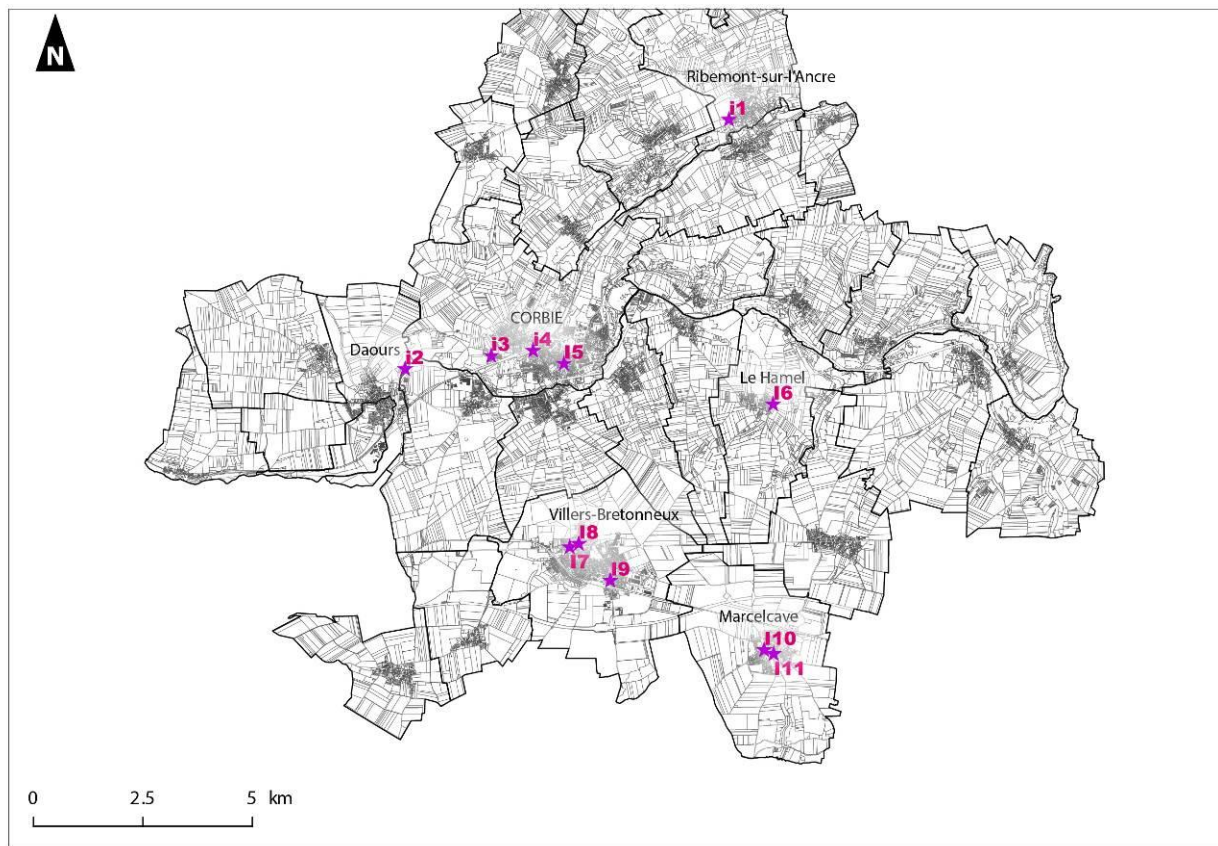 N
Ribemont-sur-l'Ancre
i1
CORBIE
Daours
i2
i3
i4
I5
Le Hamel
I6
Villers-Bretonneux
I8
I7
I9
Marcelcave
I10
I11
0 2.5 5 km